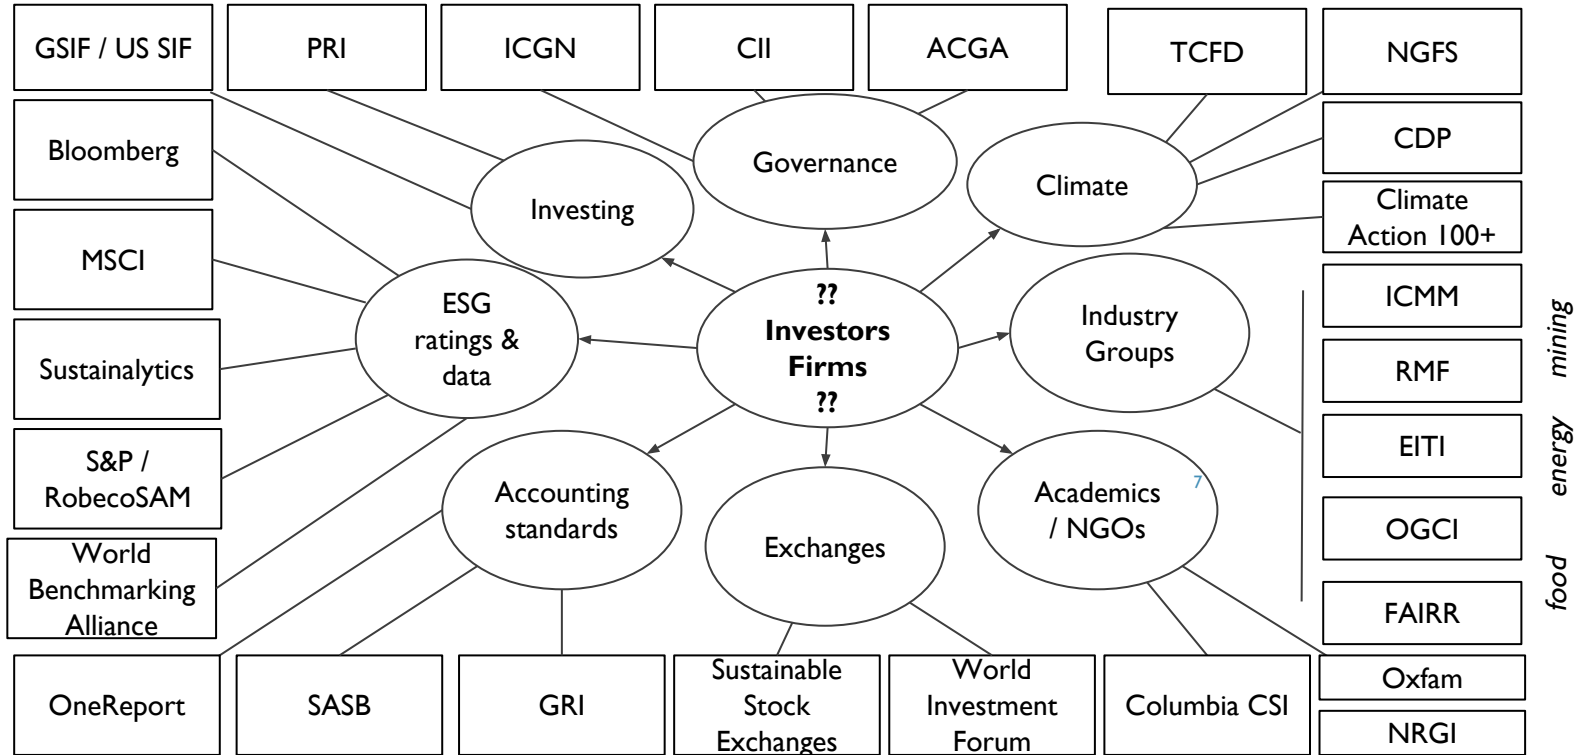 GSIF / US SIF
PRI
ICGN
CII
ACGA
TCFD
NGFS
Bloomberg
MSCI
Sustainalytics
S&P /
RobecoSAM
World
Benchmarking
Alliance
Investing
Governance
Climate
CDP
Climate
Action 100+
ESG
ratings &
data
??
Investors
Firms
??
Industry
Groups
ICMM
RMF
mining
EITI
energy
OGCI
FAIRR
food
Accounting
standards
Exchanges
Academics
/ NGOs
7
OneReport
SASB
GRI
Sustainable
Stock
Exchanges
World
Investment
Forum
Columbia CSI
Oxfam
NRGI